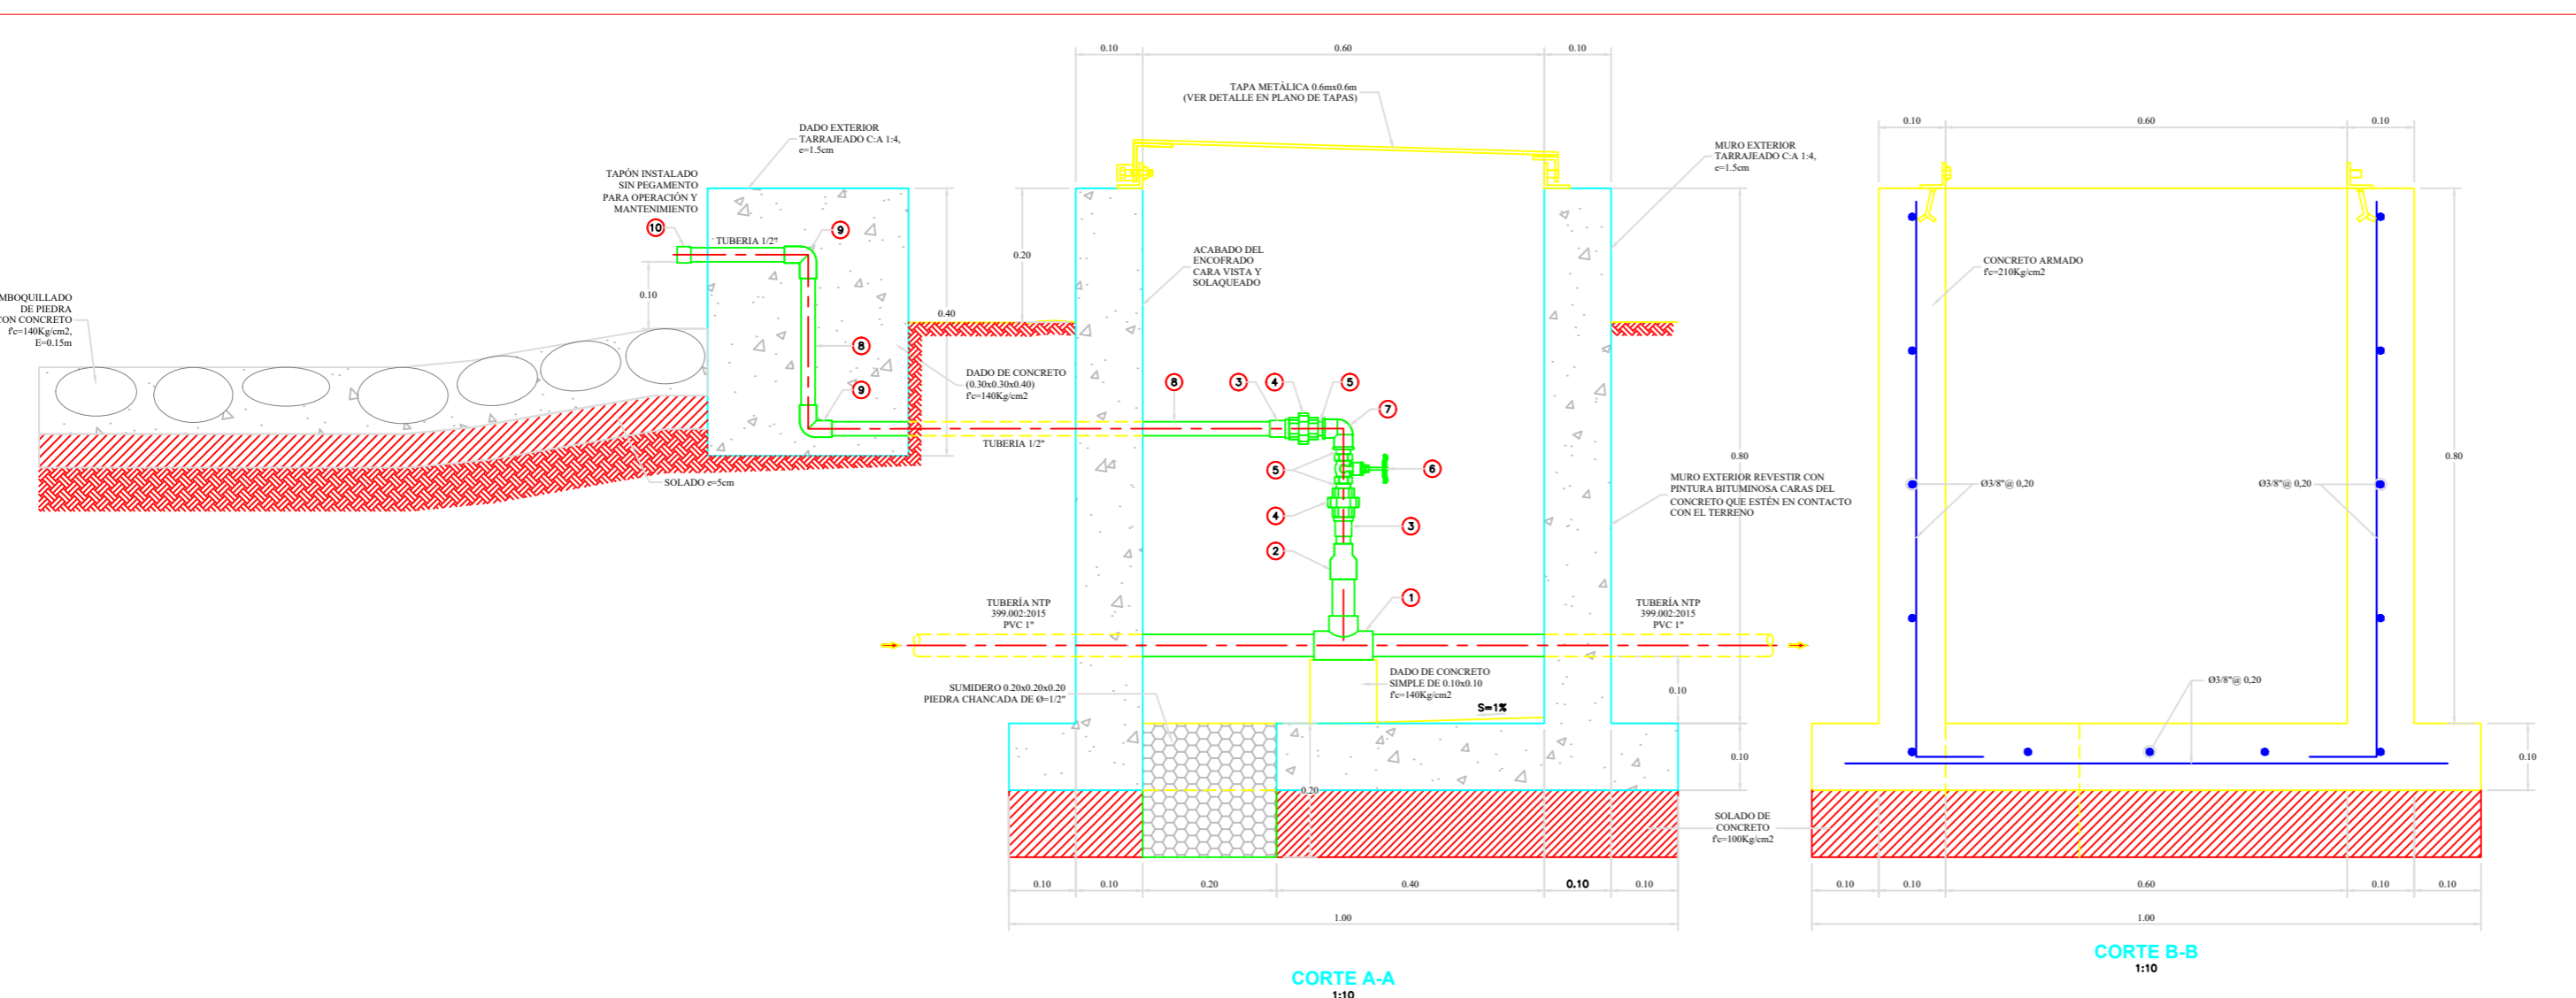 0.10
0.60
0.10
TAPA METÁLICA 0.6mx0.6m
(VER DETALLE EN PLANO DE TAPAS)
DADO EXTERIOR
TARRAJEADO C:A 1:4,
e=1.5cm
MURO EXTERIOR
TARRAJEADO C:A 1:4,
e=1.5cm
TAPÓN INSTALADO
SIN PEGAMENTO
PARA OPERACIÓN Y
MANTENIMIENTO
10
TUBERIA 1/2"
9
0.10
0.20
0.40
ACABADO DEL
ENCOFRADO
CARA VISTA Y
SOLAQUEADO
MBOQUILLADO
DE PIEDRA
CON CONCRETO
f'c=140Kg/cm2,
E=0.15m
8
9
DADO DE CONCRETO
(0.30x0.30x0.40)
f'c=140Kg/cm2
8
3
4
5
7
TUBERIA 1/2"
5
6
SOLADO e=5cm
4
3
2
1
0.80
MURO EXTERIOR REVESTIR CON
PINTURA BITUMINOSA CARAS DEL
CONCRETO QUE ESTÉN EN CONTACTO
CON EL TERRENO
TUBERÍA NTP
399.002:2015
PVC 1"
TUBERÍA NTP
399.002:2015
PVC 1"
SUMIDERO 0.20x0.20x0.20
PIEDRA CHANCADA DE Ø=1/2"
DADO DE CONCRETO
SIMPLE DE 0.10x0.10
f'c=140Kg/cm2
S=1%
0.10
0.10
0.20
SOLADO DE
CONCRETO
f'c=100Kg/cm2
0.10
0.10
0.20
0.40
0.10
0.10
1.00
CORTE A-A
1:10
0.10
0.60
0.10
CONCRETO ARMADO
f'c=210Kg/cm2
0.80
Ø3/8"@ 0,20
Ø3/8"@ 0,20
Ø3/8"@ 0,20
0.10
0.10
0.10
0.60
0.10
0.10
1.00
CORTE B-B
1:10